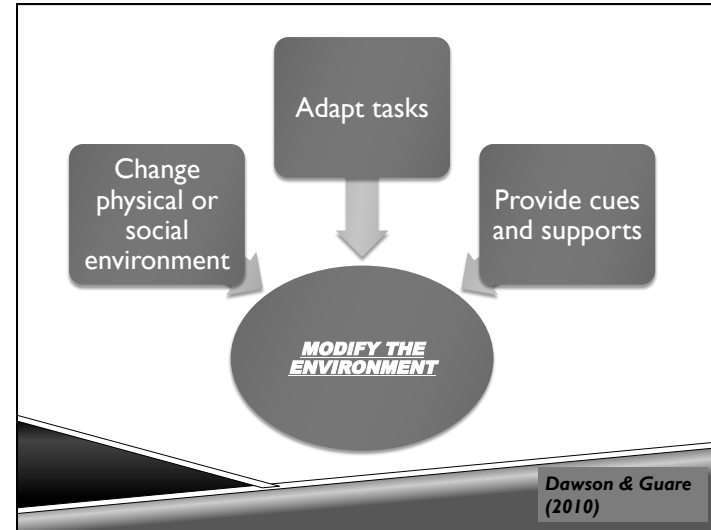 Adapt tasks
Change
physical or
social
environment
Provide cues
and supports
MODIFY THE
ENVIRONMENT
Dawson & Guare
(2010)